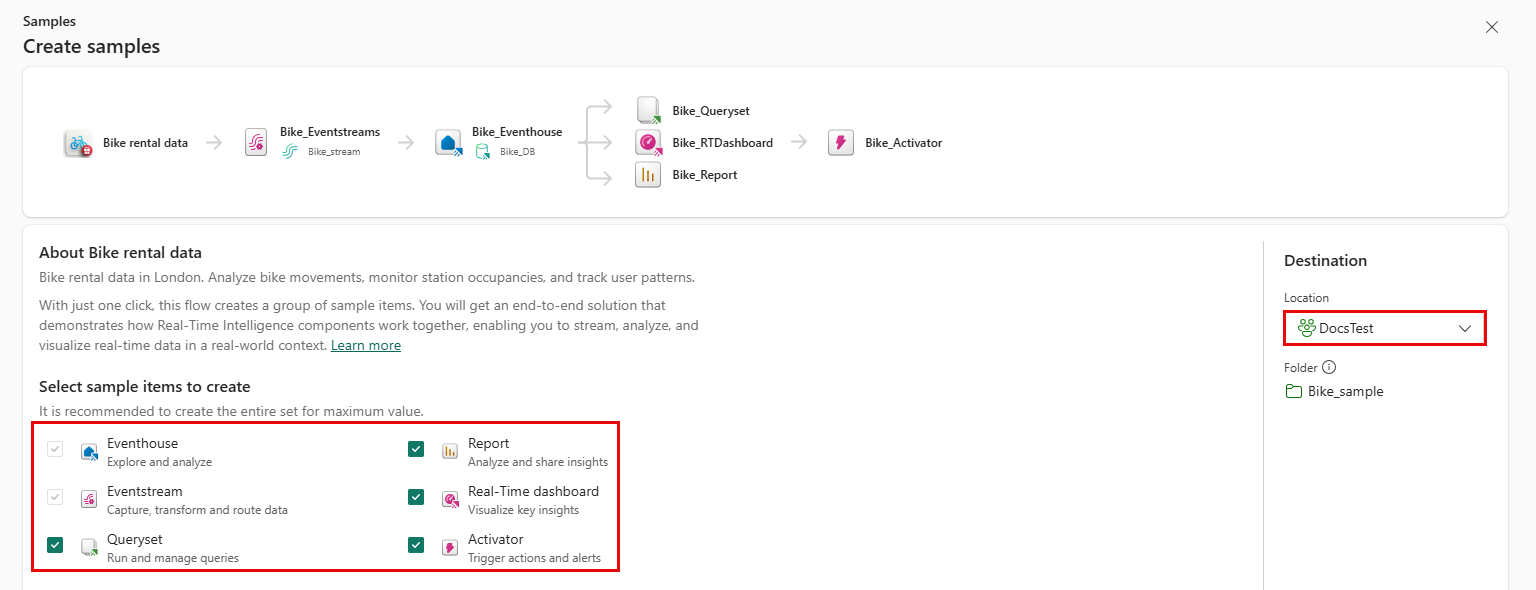 Samples
Create samples
Bike rental data
Bike_Eventstreams
Bike_stream
Bike_Eventhouse
Bike_DB
Bike_Queryset
Bike_RTDashboard
Bike_Report
Bike_Activator
About Bike rental data
Bike rental data in London. Analyze bike movements, monitor station occupancies, and track user patterns.
With just one click, this flow creates a group of sample items. You will get an end-to-end solution that
demonstrates how Real-Time Intelligence components work together, enabling you to stream, analyze, and
visualize real-time data in a real-world context. Learn more
Select sample items to create
It is recommended to create the entire set for maximum value.
Eventhouse
Explore and analyze
Eventstream
Capture, transform and route data
Queryset
Run and manage queries
Report
Analyze and share insights
Real-Time dashboard
Visualize key insights
Activator
Trigger actions and alerts
Destination
Location
DocsTest
Folder
Bike_sample